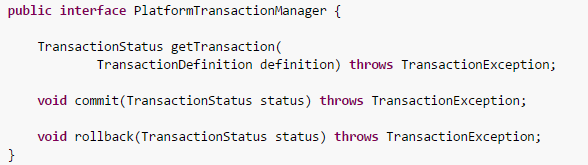 public interface PlatformTransactionManager {
TransactionStatus getTransaction(
TransactionDefinition definition) throws TransactionException;
void commit(TransactionStatus status) throws TransactionException;
void rollback(TransactionStatus status) throws TransactionException;
}